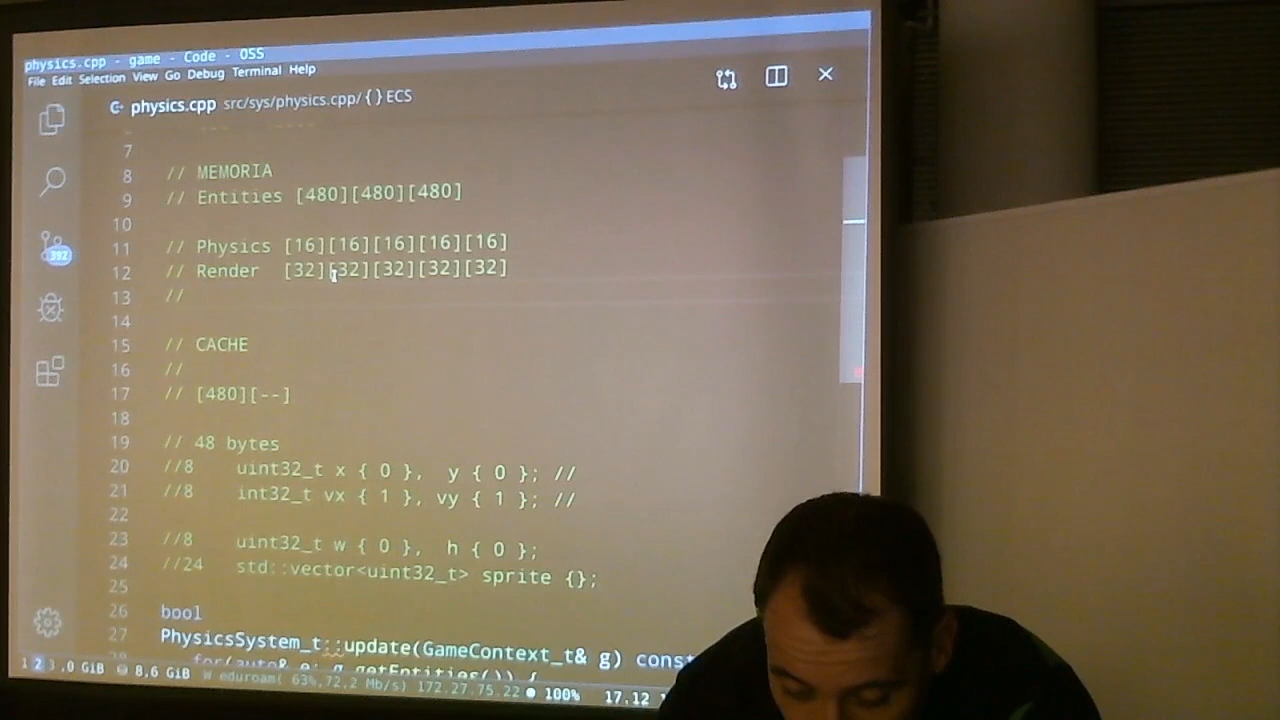 physics.cpp - game - Code - OSS
File Edit Selection View Go Debug Terminal Help
physics.cpp src/sys/physics.cpp/ {} ECS
7
8 // MEMORIA
9 // Entities [480][480][480]
10
11 // Physics [16][16][16][16][16]
12 // Render [32][32][32][32][32]
13 //
14
15 // CACHE
16 //
17 // [480][--]
18
19 // 48 bytes
20 //8 uint32_t x { 0 }, y { 0 }; //
21 //8 int32_t vx { 1 }, vy { 1 }; //
22
23 //8 uint32_t w { 0 }, h { 0 };
24 //24 std::vector<uint32_t> sprite {};
25
26 bool
27 PhysicsSystem_t::update(GameContext_t& g) const
28 for(auto& e: g.getEntities()) {
392
1 2 3,0 GiB 8,6 GiB W eduroam( 63%,72,2 Mb/s) 172.27.75.22 100% 17.12